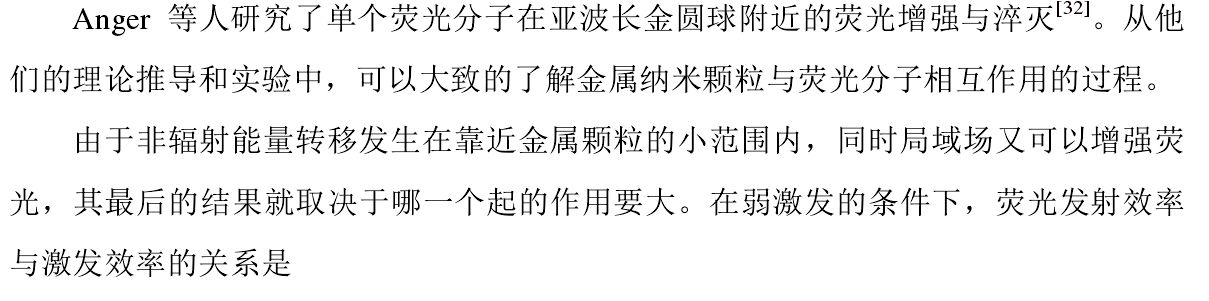 Anger 等人研究了单个荧光分子在亚波长金圆球附近的荧光增强与淬灭[32]。从他
们的理论推导和实验中，可以大致的了解金属纳米颗粒与荧光分子相互作用的过程。
由于非辐射能量转移发生在靠近金属颗粒的小范围内，同时局域场又可以增强荧
光，其最后的结果就取决于哪一个起的作用要大。在弱激发的条件下，荧光发射效率
与激发效率的关系是